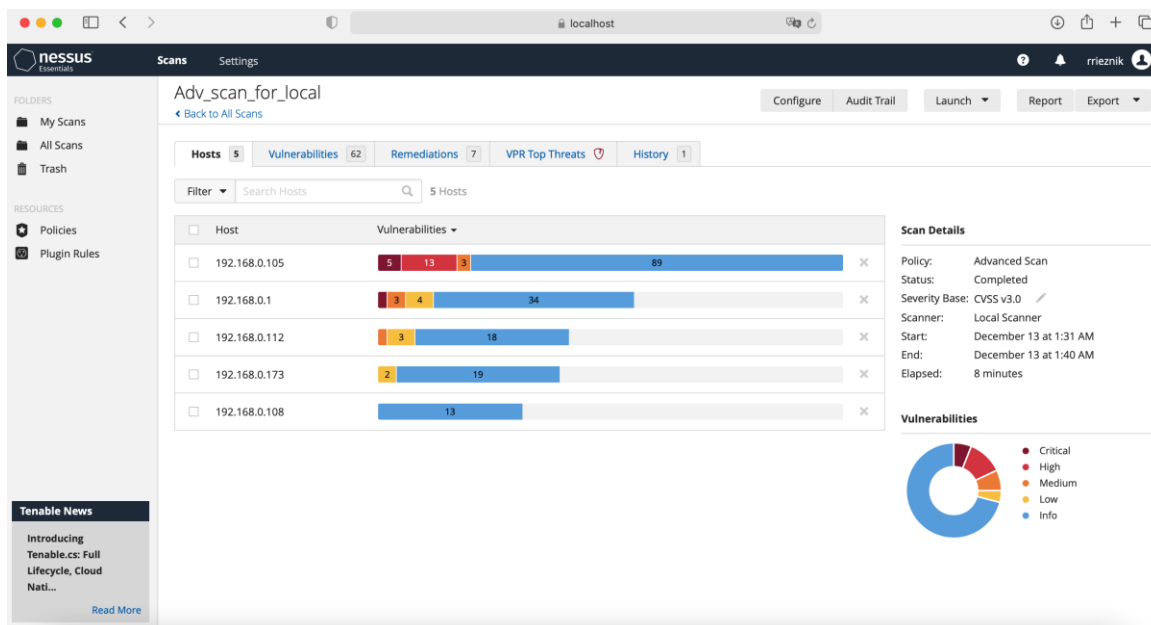 localhost
nessus
Essentials
Scans
Settings
rrieznik
FOLDERS
My Scans
All Scans
Trash
RESOURCES
Policies
Plugin Rules
Tenable News
Introducing
Tenable.cs: Full
Lifecycle, Cloud
Nati...
Read More
Adv_scan_for_local
Back to All Scans
Configure
Audit Trail
Launch
Report
Export
Hosts 5
Vulnerabilities 62
Remediations 7
VPR Top Threats
History 1
Filter
Search Hosts
5 Hosts
Host Vulnerabilities
192.168.0.105 5 13 3 89
192.168.0.1 3 4 34
192.168.0.112 3 18
192.168.0.173 2 19
192.168.0.108 13
Scan Details
Policy: Advanced Scan
Status: Completed
Severity Base: CVSS v3.0
Scanner: Local Scanner
Start: December 13 at 1:31 AM
End: December 13 at 1:40 AM
Elapsed: 8 minutes
Vulnerabilities
Critical
High
Medium
Low
Info